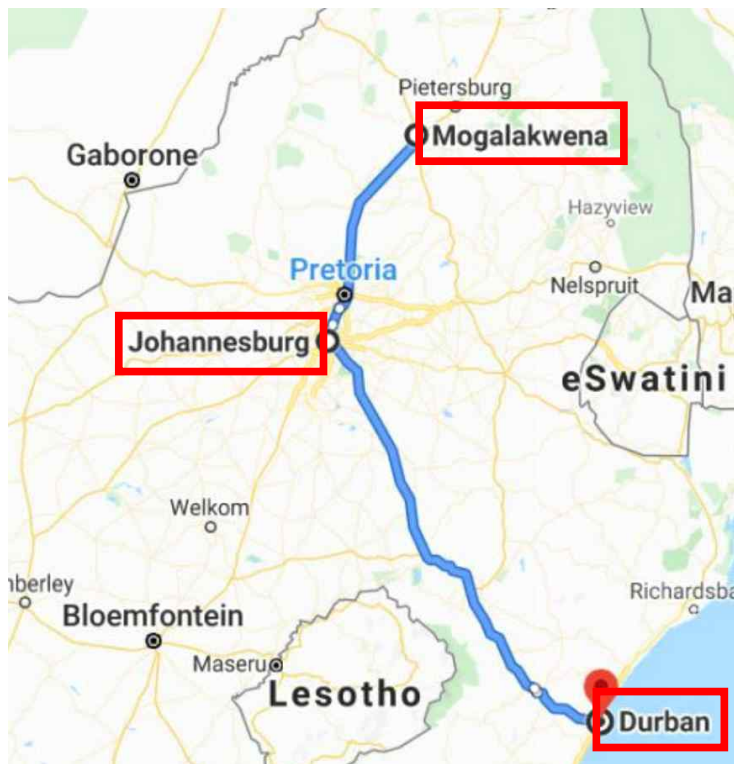 Pietersburg
Mogalakwena
Gaborone
Hazyview
Pretoria
Nelspruit
Ma
Johannesburg
eSwatini
Welkom
nberley
Richardsba
Bloemfontein
Maseru
Lesotho
Durban